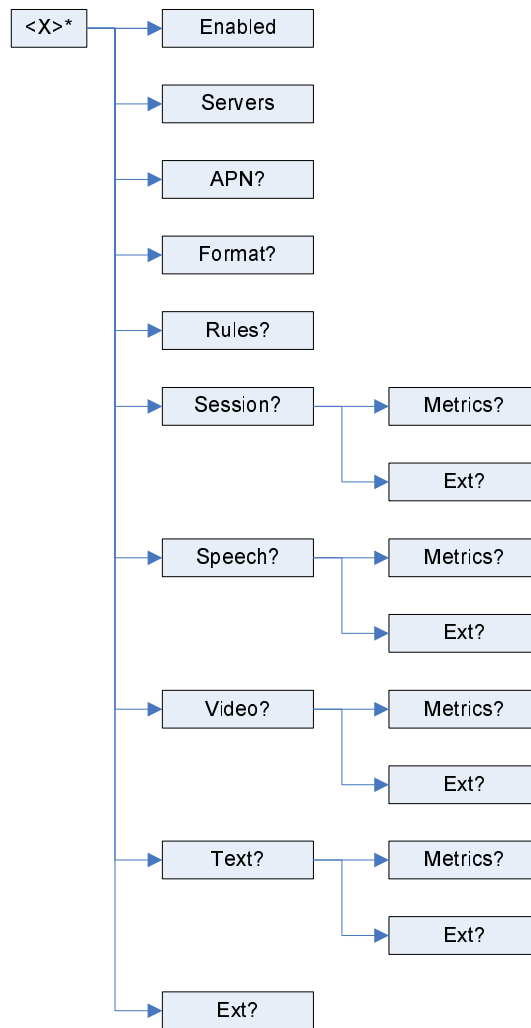 <X>*
Enabled
Servers
APN?
Format?
Rules?
Session?
Metrics?
Ext?
Speech?
Metrics?
Ext?
Video?
Metrics?
Ext?
Text?
Metrics?
Ext?
Ext?